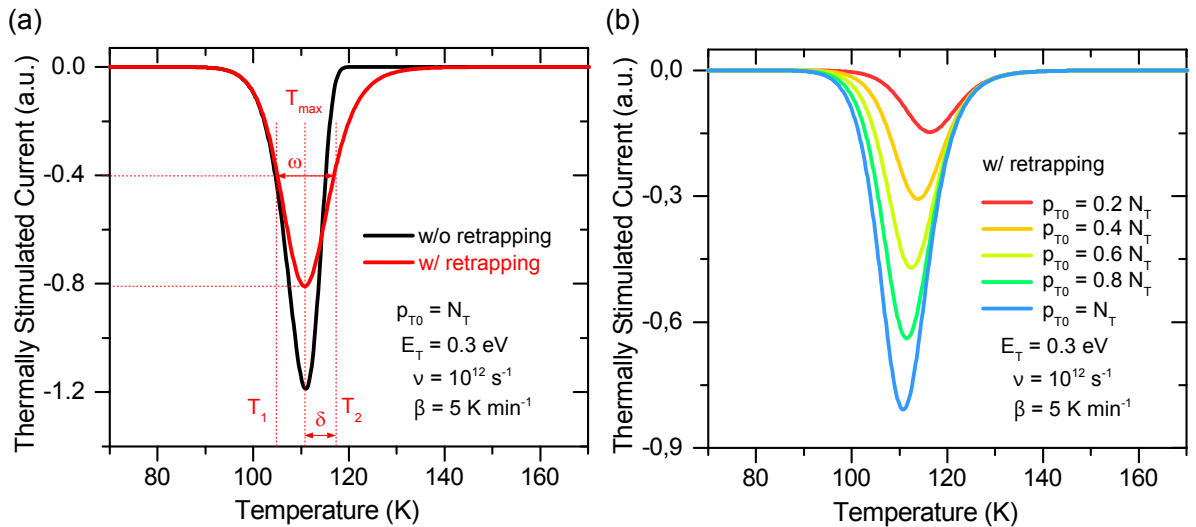 (a)
(b)
0.0
-0.4
-0.8
-1.2
Thermally Stimulated Current (a.u.)
T_max
ω
w/o retrapping
w/ retrapping
p_T0 = N_T
E_T = 0.3 eV
ν = 10^12 s^-1
β = 5 K min^-1
T_1
T_2
δ
80 100 120 140 160
Temperature (K)
0,0
-0,3
-0,6
-0,9
Thermally Stimulated Current (a.u.)
w/ retrapping
p_T0 = 0.2 N_T
p_T0 = 0.4 N_T
p_T0 = 0.6 N_T
p_T0 = 0.8 N_T
p_T0 = N_T
E_T = 0.3 eV
ν = 10^12 s^-1
β = 5 K min^-1
80 100 120 140 160
Temperature (K)